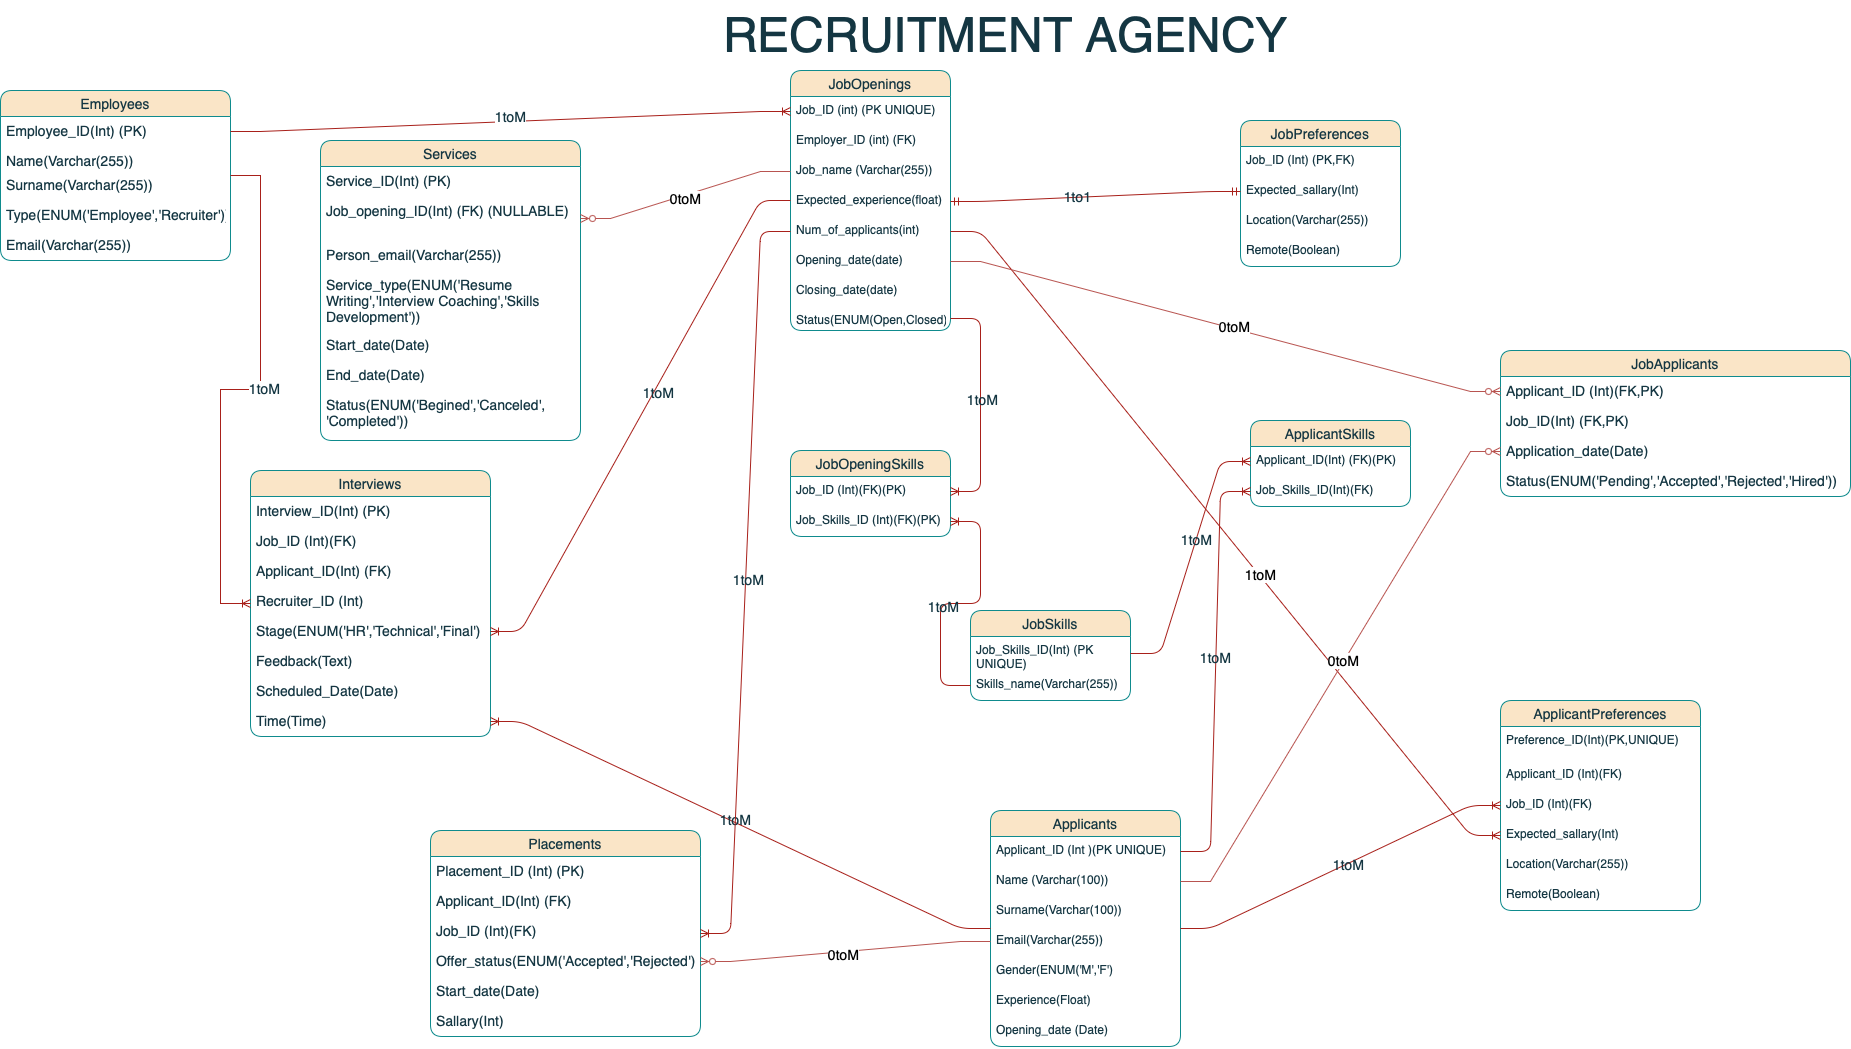 RECRUITMENT AGENCY
Employees
Employee_ID(Int) (PK)
Name(Varchar(255))
Surname(Varchar(255))
Type(ENUM('Employee','Recruiter')
Email(Varchar(255))
1toM
Services
Service_ID(Int) (PK)
Job_opening_ID(Int) (FK) (NULLABLE)
Person_email(Varchar(255))
Service_type(ENUM('Resume
Writing','Interview Coaching','Skills
Development'))
Start_date(Date)
End_date(Date)
Status(ENUM('Begined','Canceled',
'Completed'))
0toM
JobOpenings
Job_ID (int) (PK UNIQUE)
Employer_ID (int) (FK)
Job_name (Varchar(255))
Expected_experience(float)
Num_of_applicants(int)
Opening_date(date)
Closing_date(date)
Status(ENUM(Open,Closed)
1to1
JobPreferences
Job_ID (Int) (PK,FK)
Expected_sallary(Int)
Location(Varchar(255))
Remote(Boolean)
0toM
JobApplicants
Applicant_ID (Int)(FK,PK)
Job_ID(Int) (FK,PK)
Application_date(Date)
Status(ENUM('Pending','Accepted','Rejected','Hired'))
1toM
1toM
1toM
JobOpeningSkills
Job_ID (Int)(FK)(PK)
Job_Skills_ID (Int)(FK)(PK)
ApplicantSkills
Applicant_ID(Int) (FK)(PK)
Job_Skills_ID(Int)(FK)
Interviews
Interview_ID(Int) (PK)
Job_ID (Int)(FK)
Applicant_ID(Int) (FK)
Recruiter_ID (Int)
Stage(ENUM('HR','Technical','Final')
Feedback(Text)
Scheduled_Date(Date)
Time(Time)
1toM
1toM
1toM
1toM
JobSkills
Job_Skills_ID(Int) (PK
UNIQUE)
Skills_name(Varchar(255))
1toM
0toM
ApplicantPreferences
Preference_ID(Int)(PK,UNIQUE)
Applicant_ID (Int)(FK)
Job_ID (Int)(FK)
Expected_sallary(Int)
Location(Varchar(255))
Remote(Boolean)
1toM
1toM
Placements
Placement_ID (Int) (PK)
Applicant_ID(Int) (FK)
Job_ID (Int)(FK)
Offer_status(ENUM('Accepted','Rejected')
Start_date(Date)
Sallary(Int)
0toM
Applicants
Applicant_ID (Int )(PK UNIQUE)
Name (Varchar(100))
Surname(Varchar(100))
Email(Varchar(255))
Gender(ENUM('M','F')
Experience(Float)
Opening_date (Date)